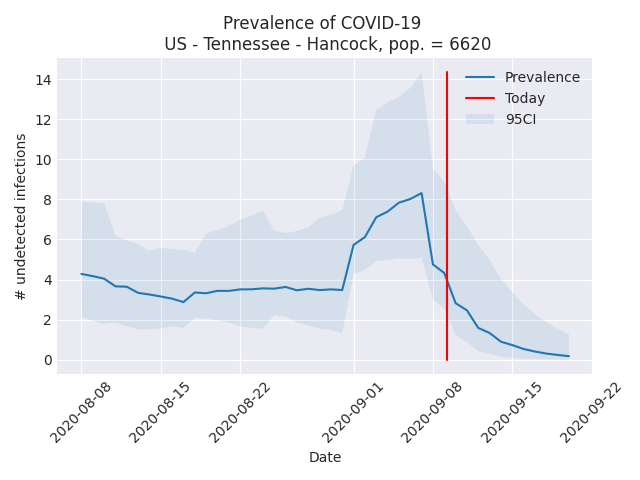 Prevalence of COVID-19
US - Tennessee - Hancock, pop. = 6620
# undetected infections
14
12
10
8
6
4
2
0
Prevalence
Today
95CI
2020-08-08
2020-08-15
2020-08-22
2020-09-01
2020-09-08
2020-09-15
2020-09-22
Date